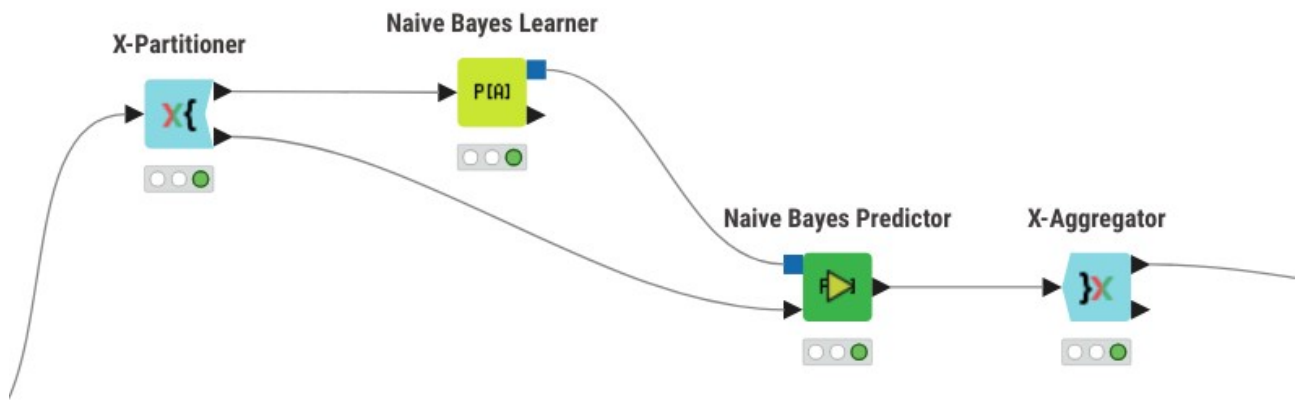 Naive Bayes Learner
X-Partitioner
P[A]
X{
Naive Bayes Predictor
X-Aggregator
}X